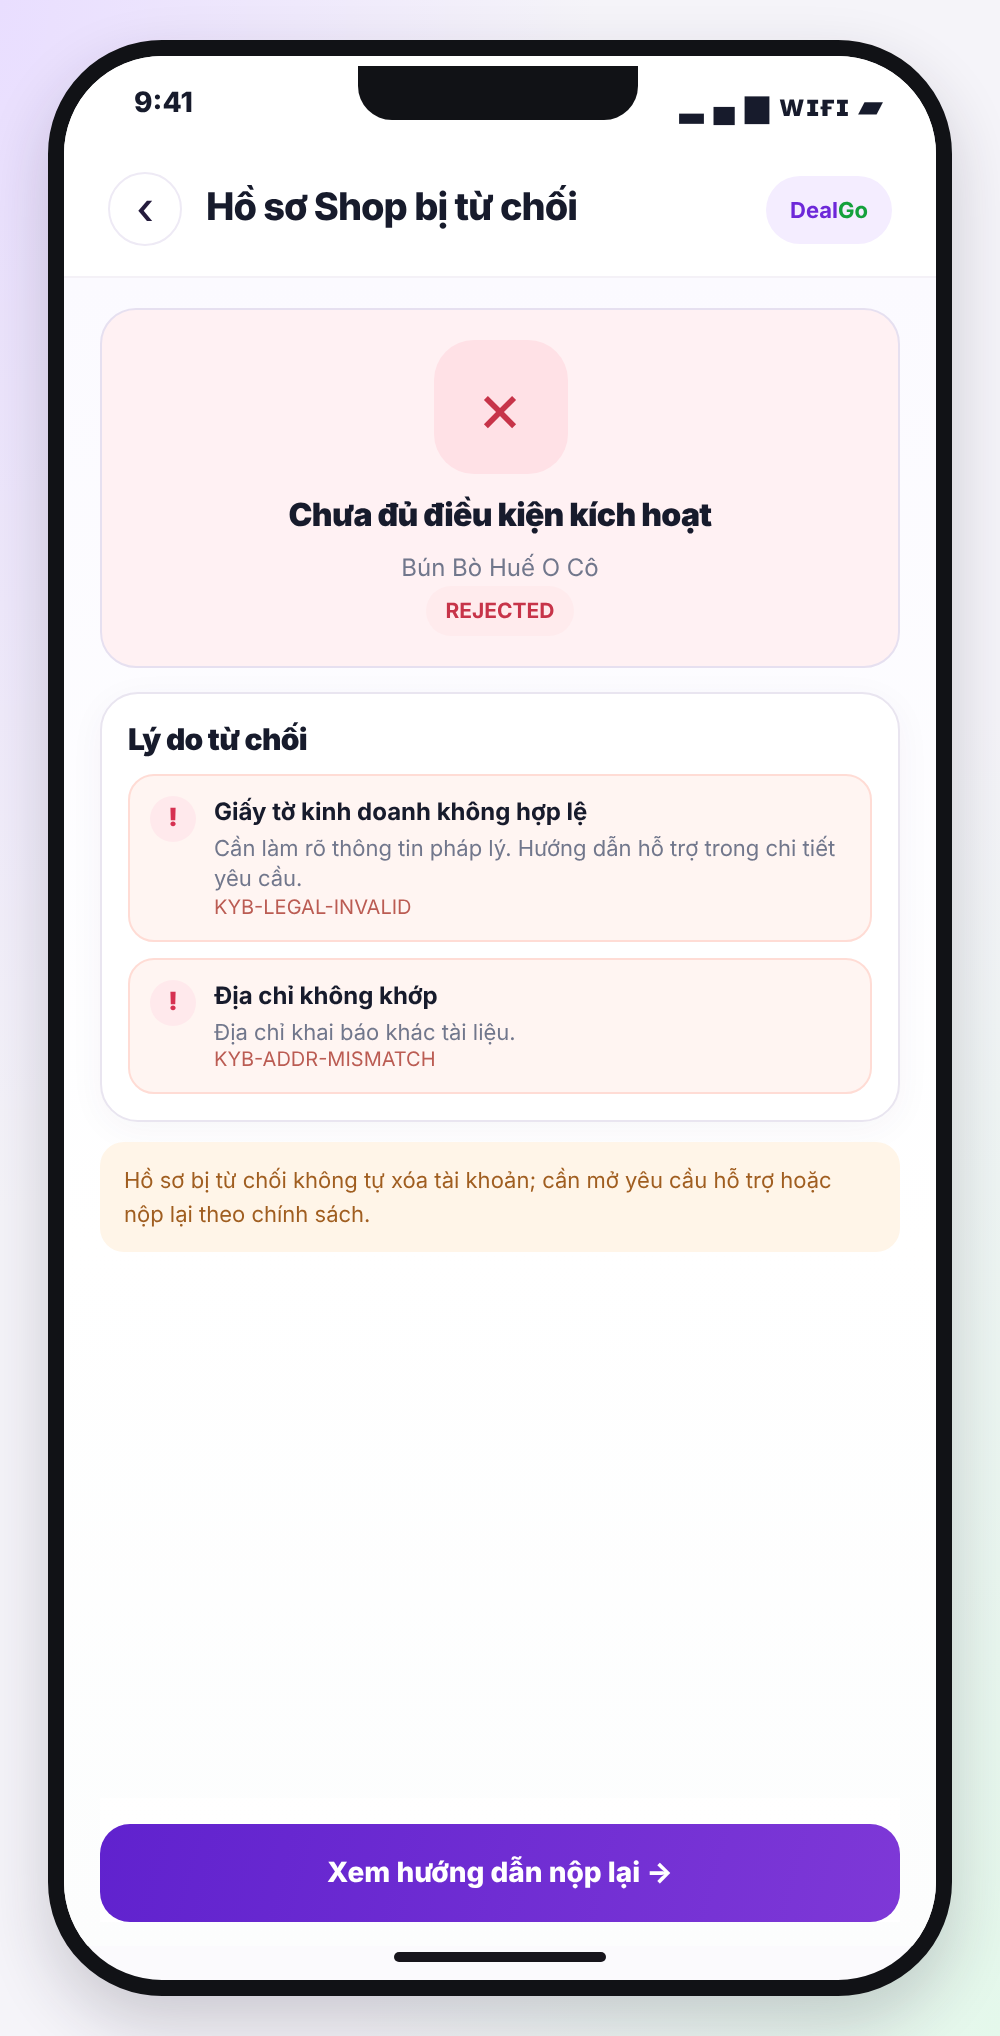 9:41
WIFI
‹
Hồ sơ Shop bị từ chối
DealGo
×
Chưa đủ điều kiện kích hoạt
Bún Bò Huế O Cô
REJECTED
Lý do từ chối
!
Giấy tờ kinh doanh không hợp lệ
Cần làm rõ thông tin pháp lý. Hướng dẫn hỗ trợ trong chi tiết
yêu cầu.
KYB-LEGAL-INVALID
!
Địa chỉ không khớp
Địa chỉ khai báo khác tài liệu.
KYB-ADDR-MISMATCH
Hồ sơ bị từ chối không tự xóa tài khoản; cần mở yêu cầu hỗ trợ hoặc
nộp lại theo chính sách.
Xem hướng dẫn nộp lại →